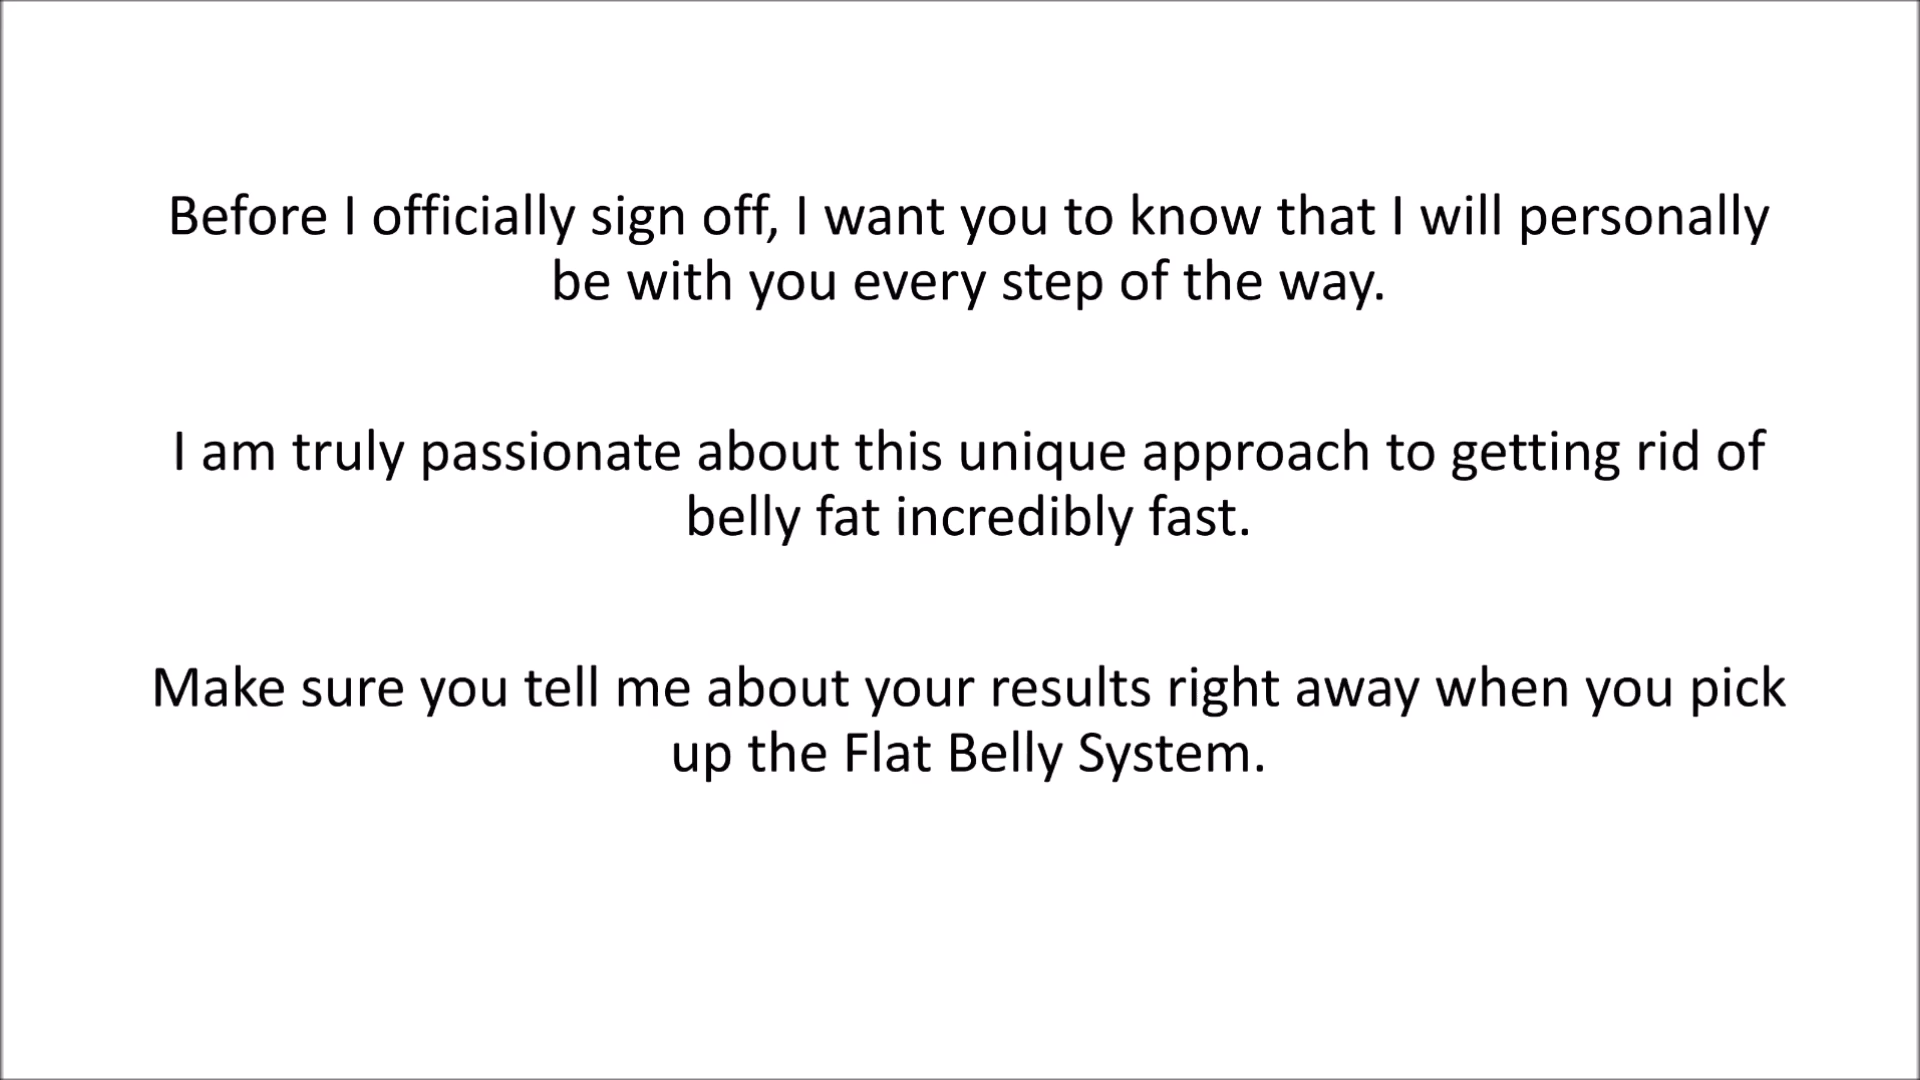 Before I officially sign off, I want you to know that I will personally
be with you every step of the way.
I am truly passionate about this unique approach to getting rid of
belly fat incredibly fast.
Make sure you tell me about your results right away when you pick
up the Flat Belly System.